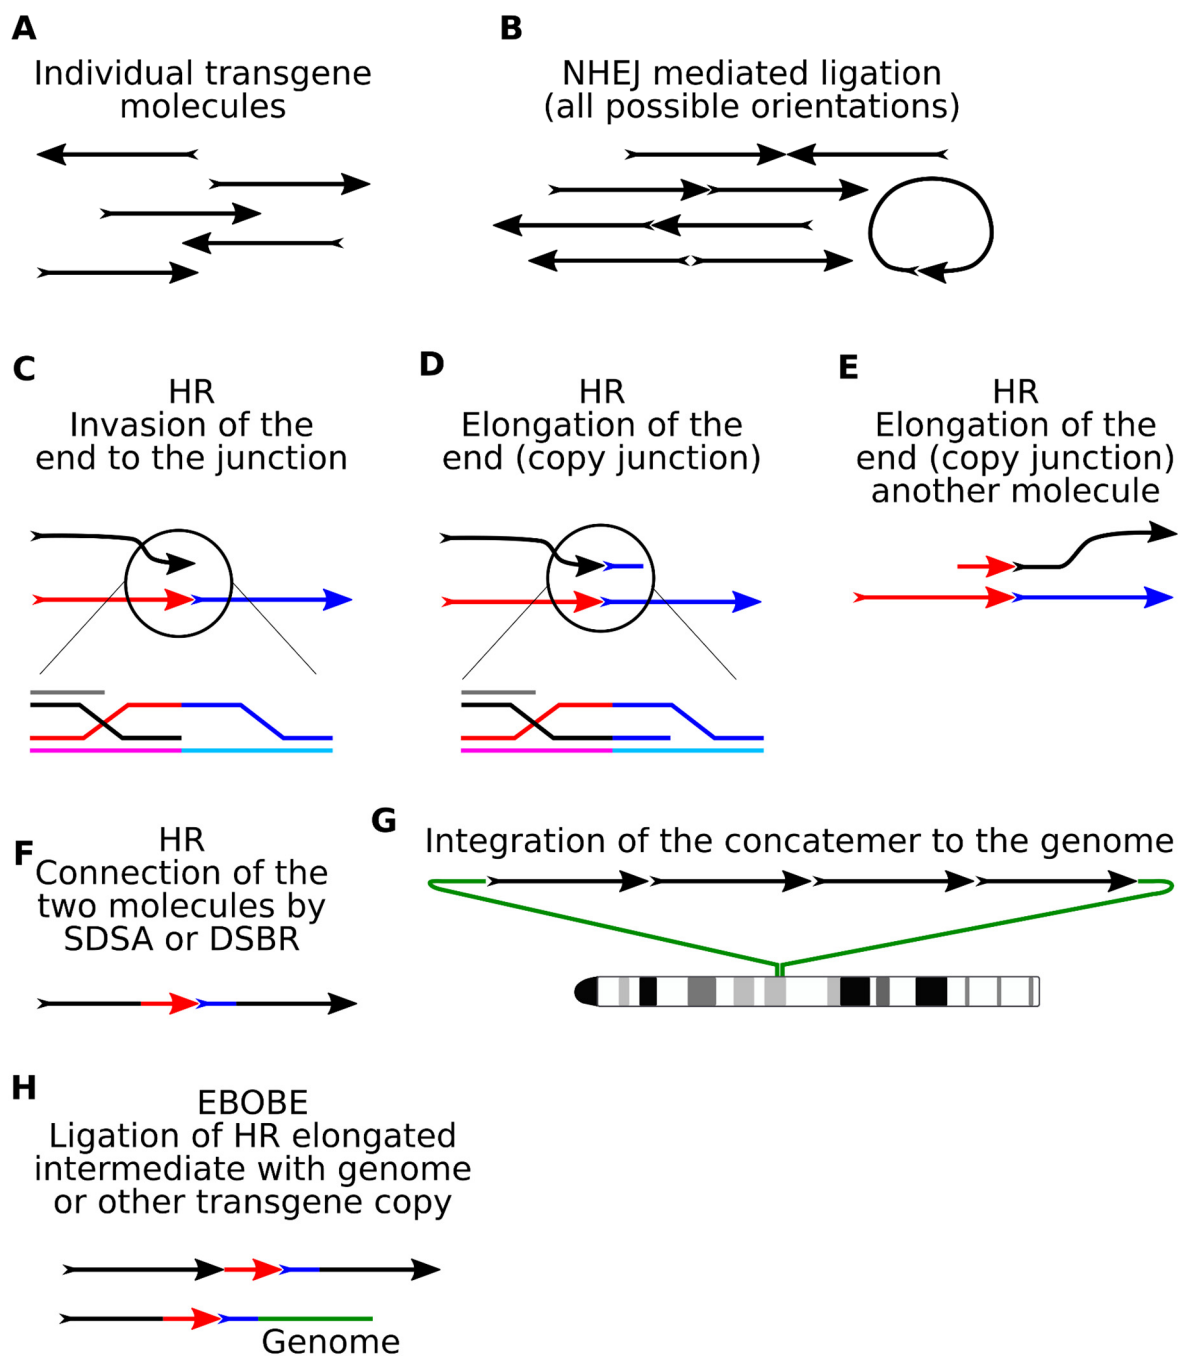 A
Individual transgene
molecules
B
NHEJ mediated ligation
(all possible orientations)
C
HR
Invasion of the
end to the junction
D
HR
Elongation of the
end (copy junction)
E
HR
Elongation of the
end (copy junction)
another molecule
F
HR
Connection of the
two molecules by
SDSA or DSBR
G
Integration of the concatemer to the genome
H
EBOBE
Ligation of HR elongated
intermediate with genome
or other transgene copy
Genome